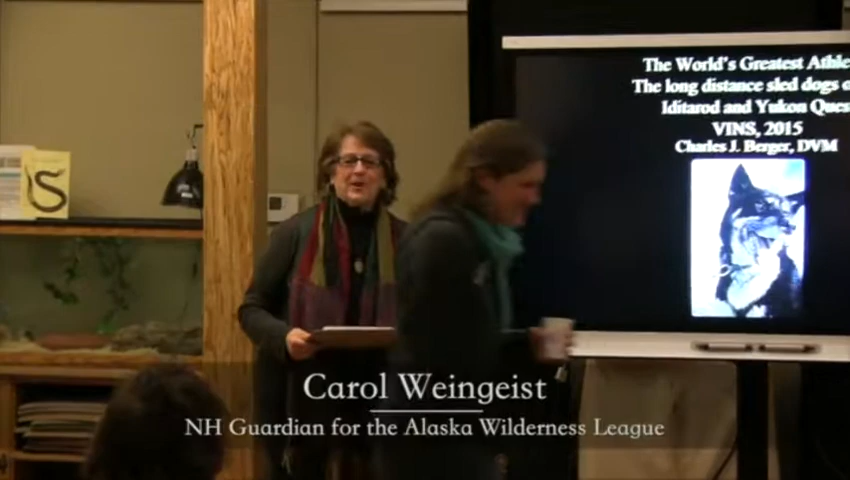 The World's Greatest Athle
The long distance sled dogs o
Iditarod and Yukon Ques
VINS, 2015
Charles J. Berger, DVM
Carol Weingeist
NH Guardian for the Alaska Wilderness League